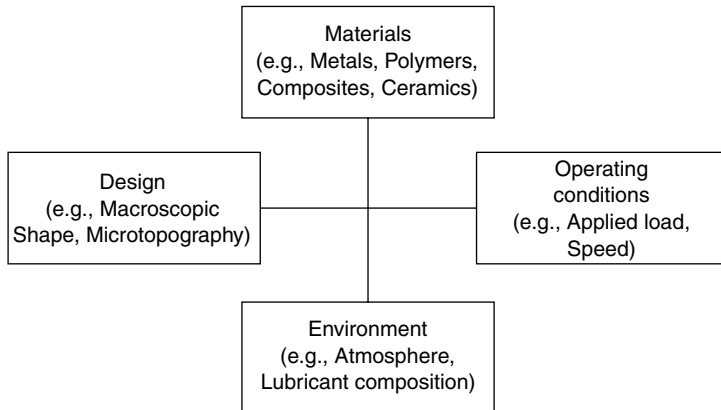 Materials
(e.g., Metals, Polymers,
Composites, Ceramics)
Design
(e.g., Macroscopic
Shape, Microtopography)
Operating
conditions
(e.g., Applied load,
Speed)
Environment
(e.g., Atmosphere,
Lubricant composition)